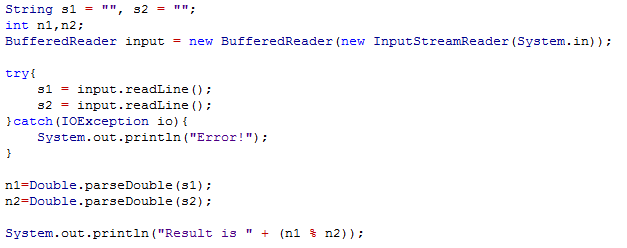 String s1 = "", s2 = "";
int n1,n2;
BufferedReader input = new BufferedReader(new InputStreamReader(System.in));

try{
    s1 = input.readLine();
    s2 = input.readLine();
}catch(IOException io){
    System.out.println("Error!");
}

n1=Double.parseDouble(s1);
n2=Double.parseDouble(s2);

System.out.println("Result is " + (n1 % n2));